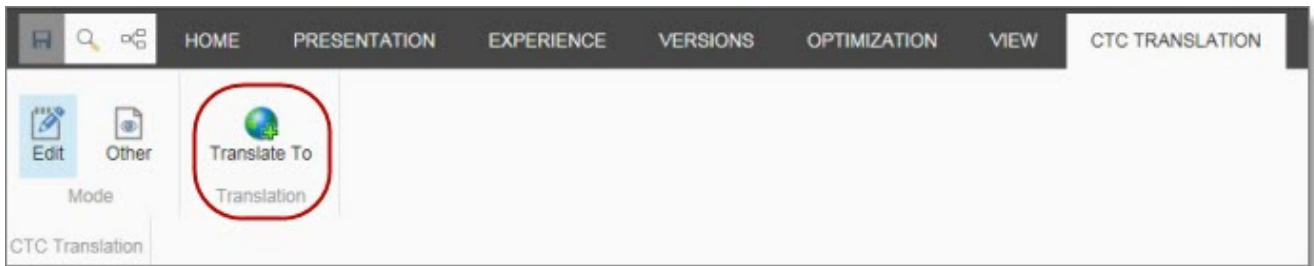 HOME PRESENTATION EXPERIENCE VERSIONS OPTIMIZATION VIEW CTC TRANSLATION
Edit Other Translate To
Mode Translation
CTC Translation